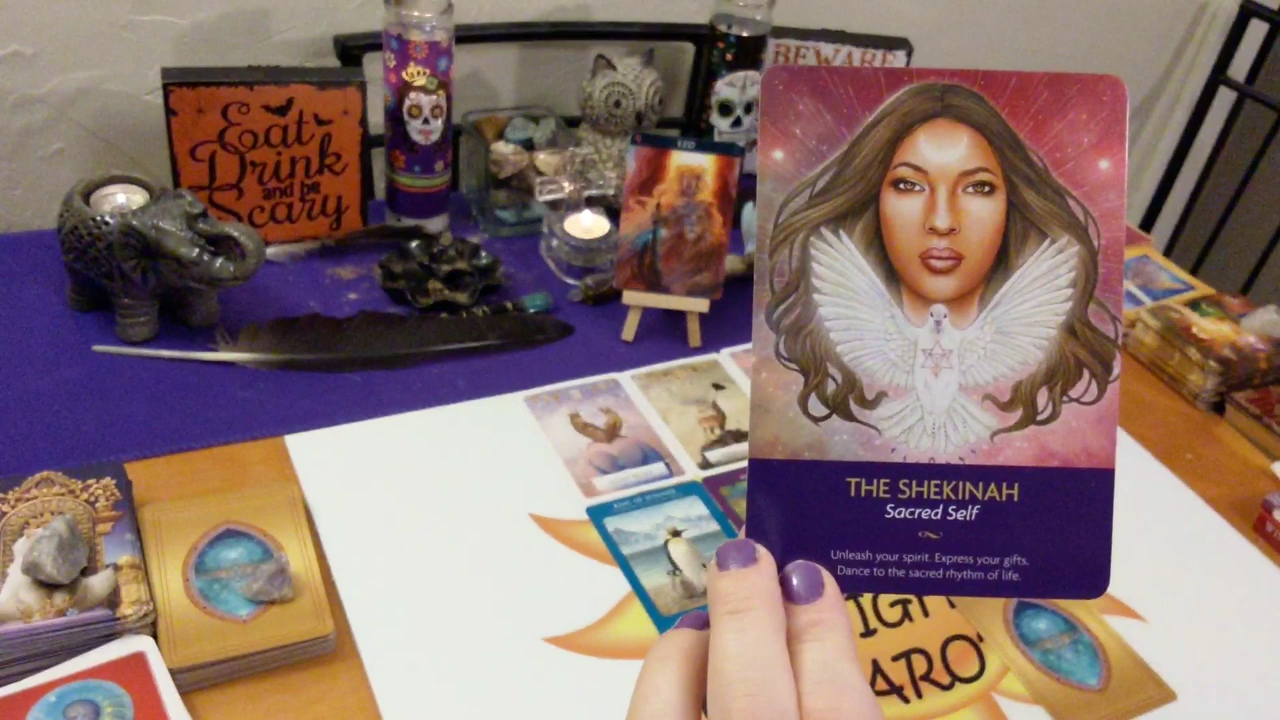 Eat
Drink
and be
Scary
BEWARE
THE SHEKINAH
Sacred Self
Unleash your spirit. Express your gifts.
Dance to the sacred rhythm of life.